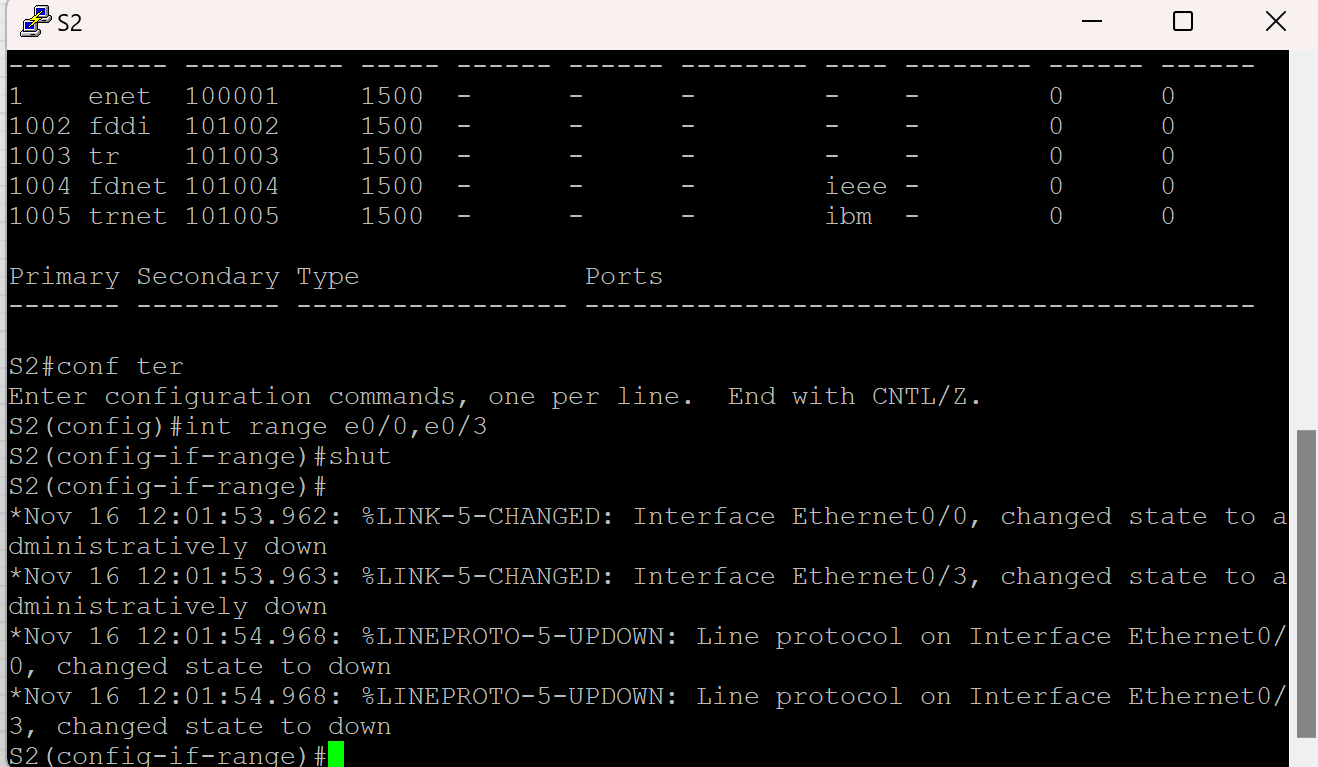 S2
---- ----- ---------- ----- ------ ------ -------- ---- -------- ------ ------
1    enet  100001     1500  -      -      -        -    -        0      0
1002 fddi  101002     1500  -      -      -        -    -        0      0
1003 tr    101003     1500  -      -      -        -    -        0      0
1004 fdnet 101004     1500  -      -      -        ieee -        0      0
1005 trnet 101005     1500  -      -      -        ibm  -        0      0
Primary Secondary Type              Ports
------- --------- ----------------- ------------------------------------------
S2#conf ter
Enter configuration commands, one per line.  End with CNTL/Z.
S2(config)#int range e0/0,e0/3
S2(config-if-range)#shut
S2(config-if-range)#
*Nov 16 12:01:53.962: %LINK-5-CHANGED: Interface Ethernet0/0, changed state to a
dministratively down
*Nov 16 12:01:53.963: %LINK-5-CHANGED: Interface Ethernet0/3, changed state to a
dministratively down
*Nov 16 12:01:54.968: %LINEPROTO-5-UPDOWN: Line protocol on Interface Ethernet0/
0, changed state to down
*Nov 16 12:01:54.968: %LINEPROTO-5-UPDOWN: Line protocol on Interface Ethernet0/
3, changed state to down
S2(config-if-range)#